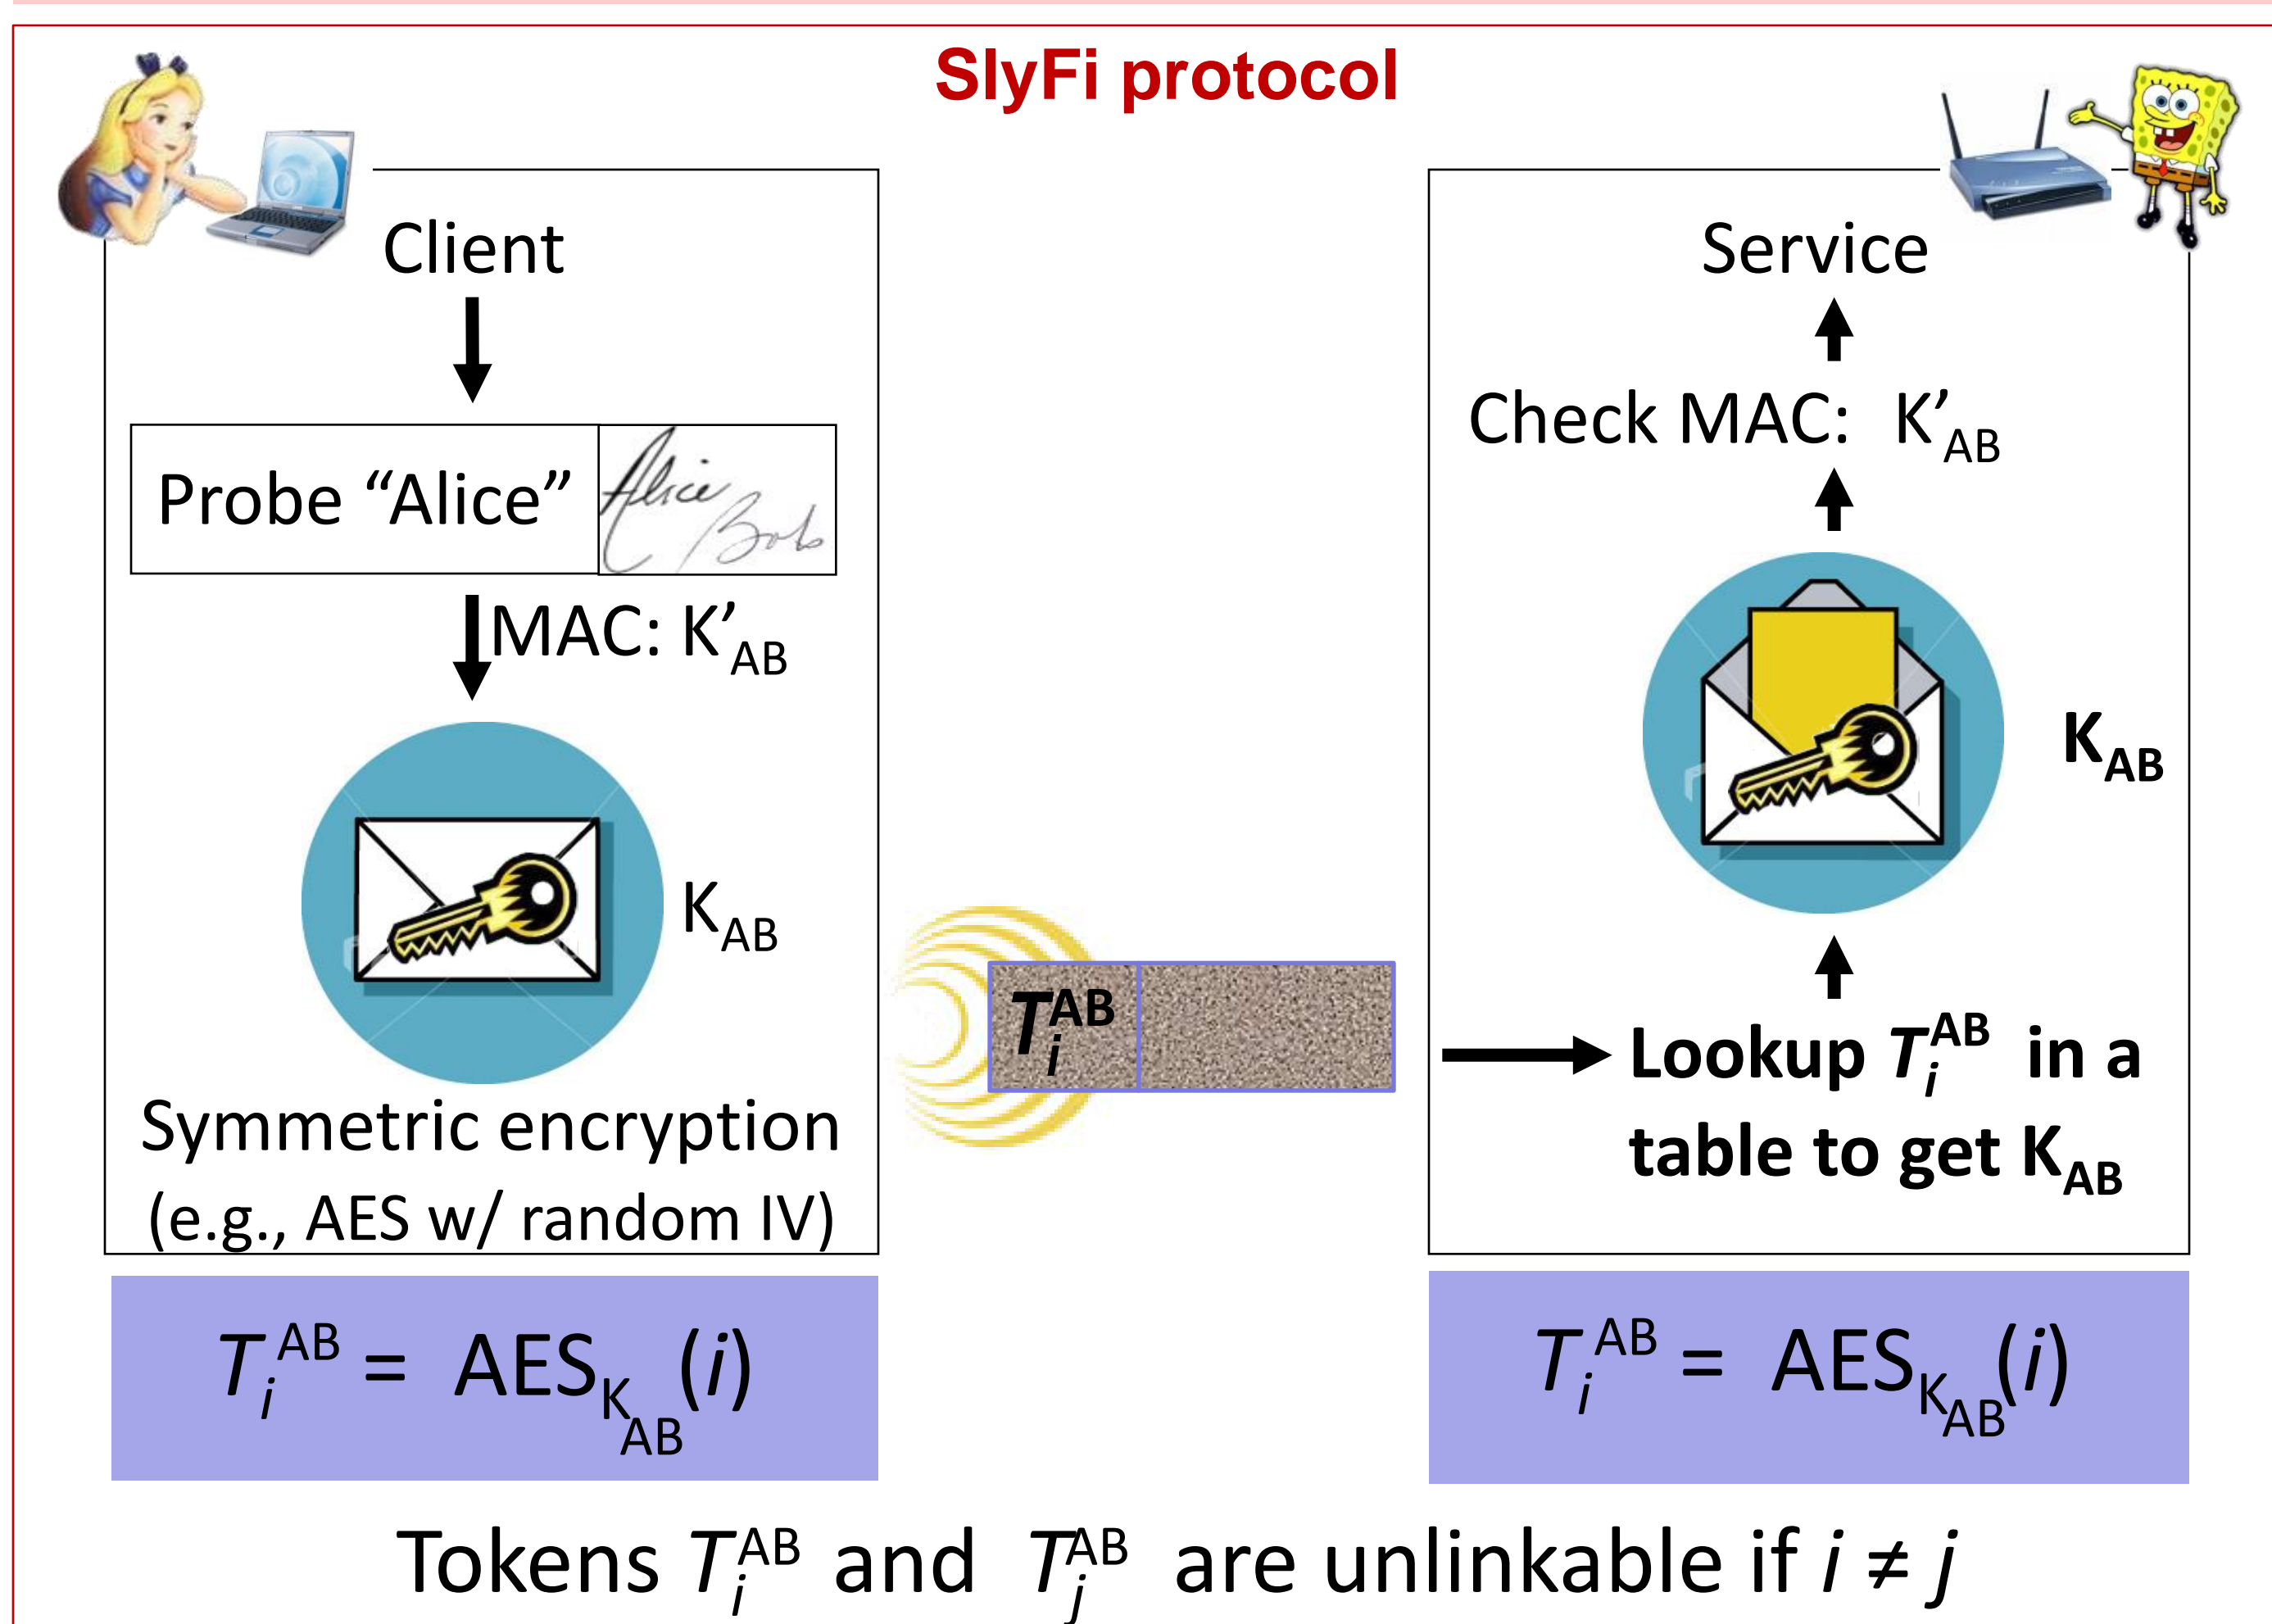 SlyFi protocol
Client
Probe “Alice”
Alice
Bob
MAC: K’AB
KAB
Symmetric encryption
(e.g., AES w/ random IV)
TiAB = AESKAB(i)
TiAB
Service
Check MAC: K’AB
KAB
Lookup TiAB in a
table to get KAB
TiAB = AESKAB(i)
Tokens TiAB and TjAB are unlinkable if i ≠ j